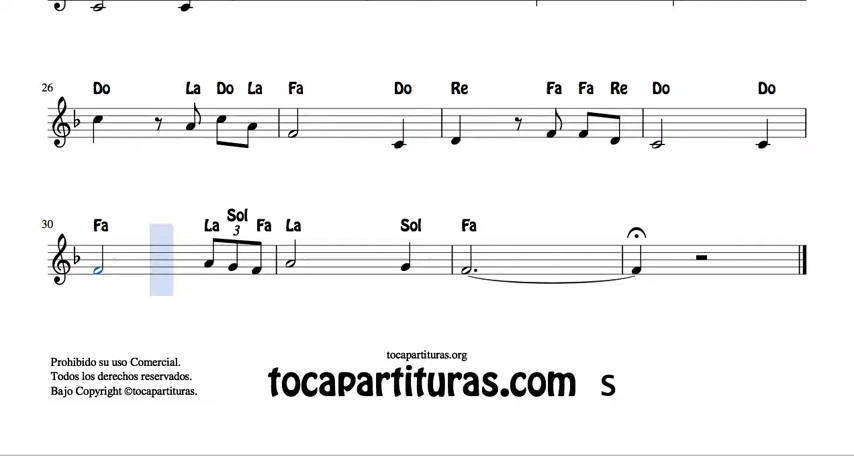 26 Do La Do La Fa Do Re Fa Fa Re Do Do
30 Fa La Sol Fa La Sol Fa
3
Prohibido su uso Comercial.
Todos los derechos reservados.
Bajo Copyright ©tocapartituras.
tocapartituras.org
tocapartituras.com s